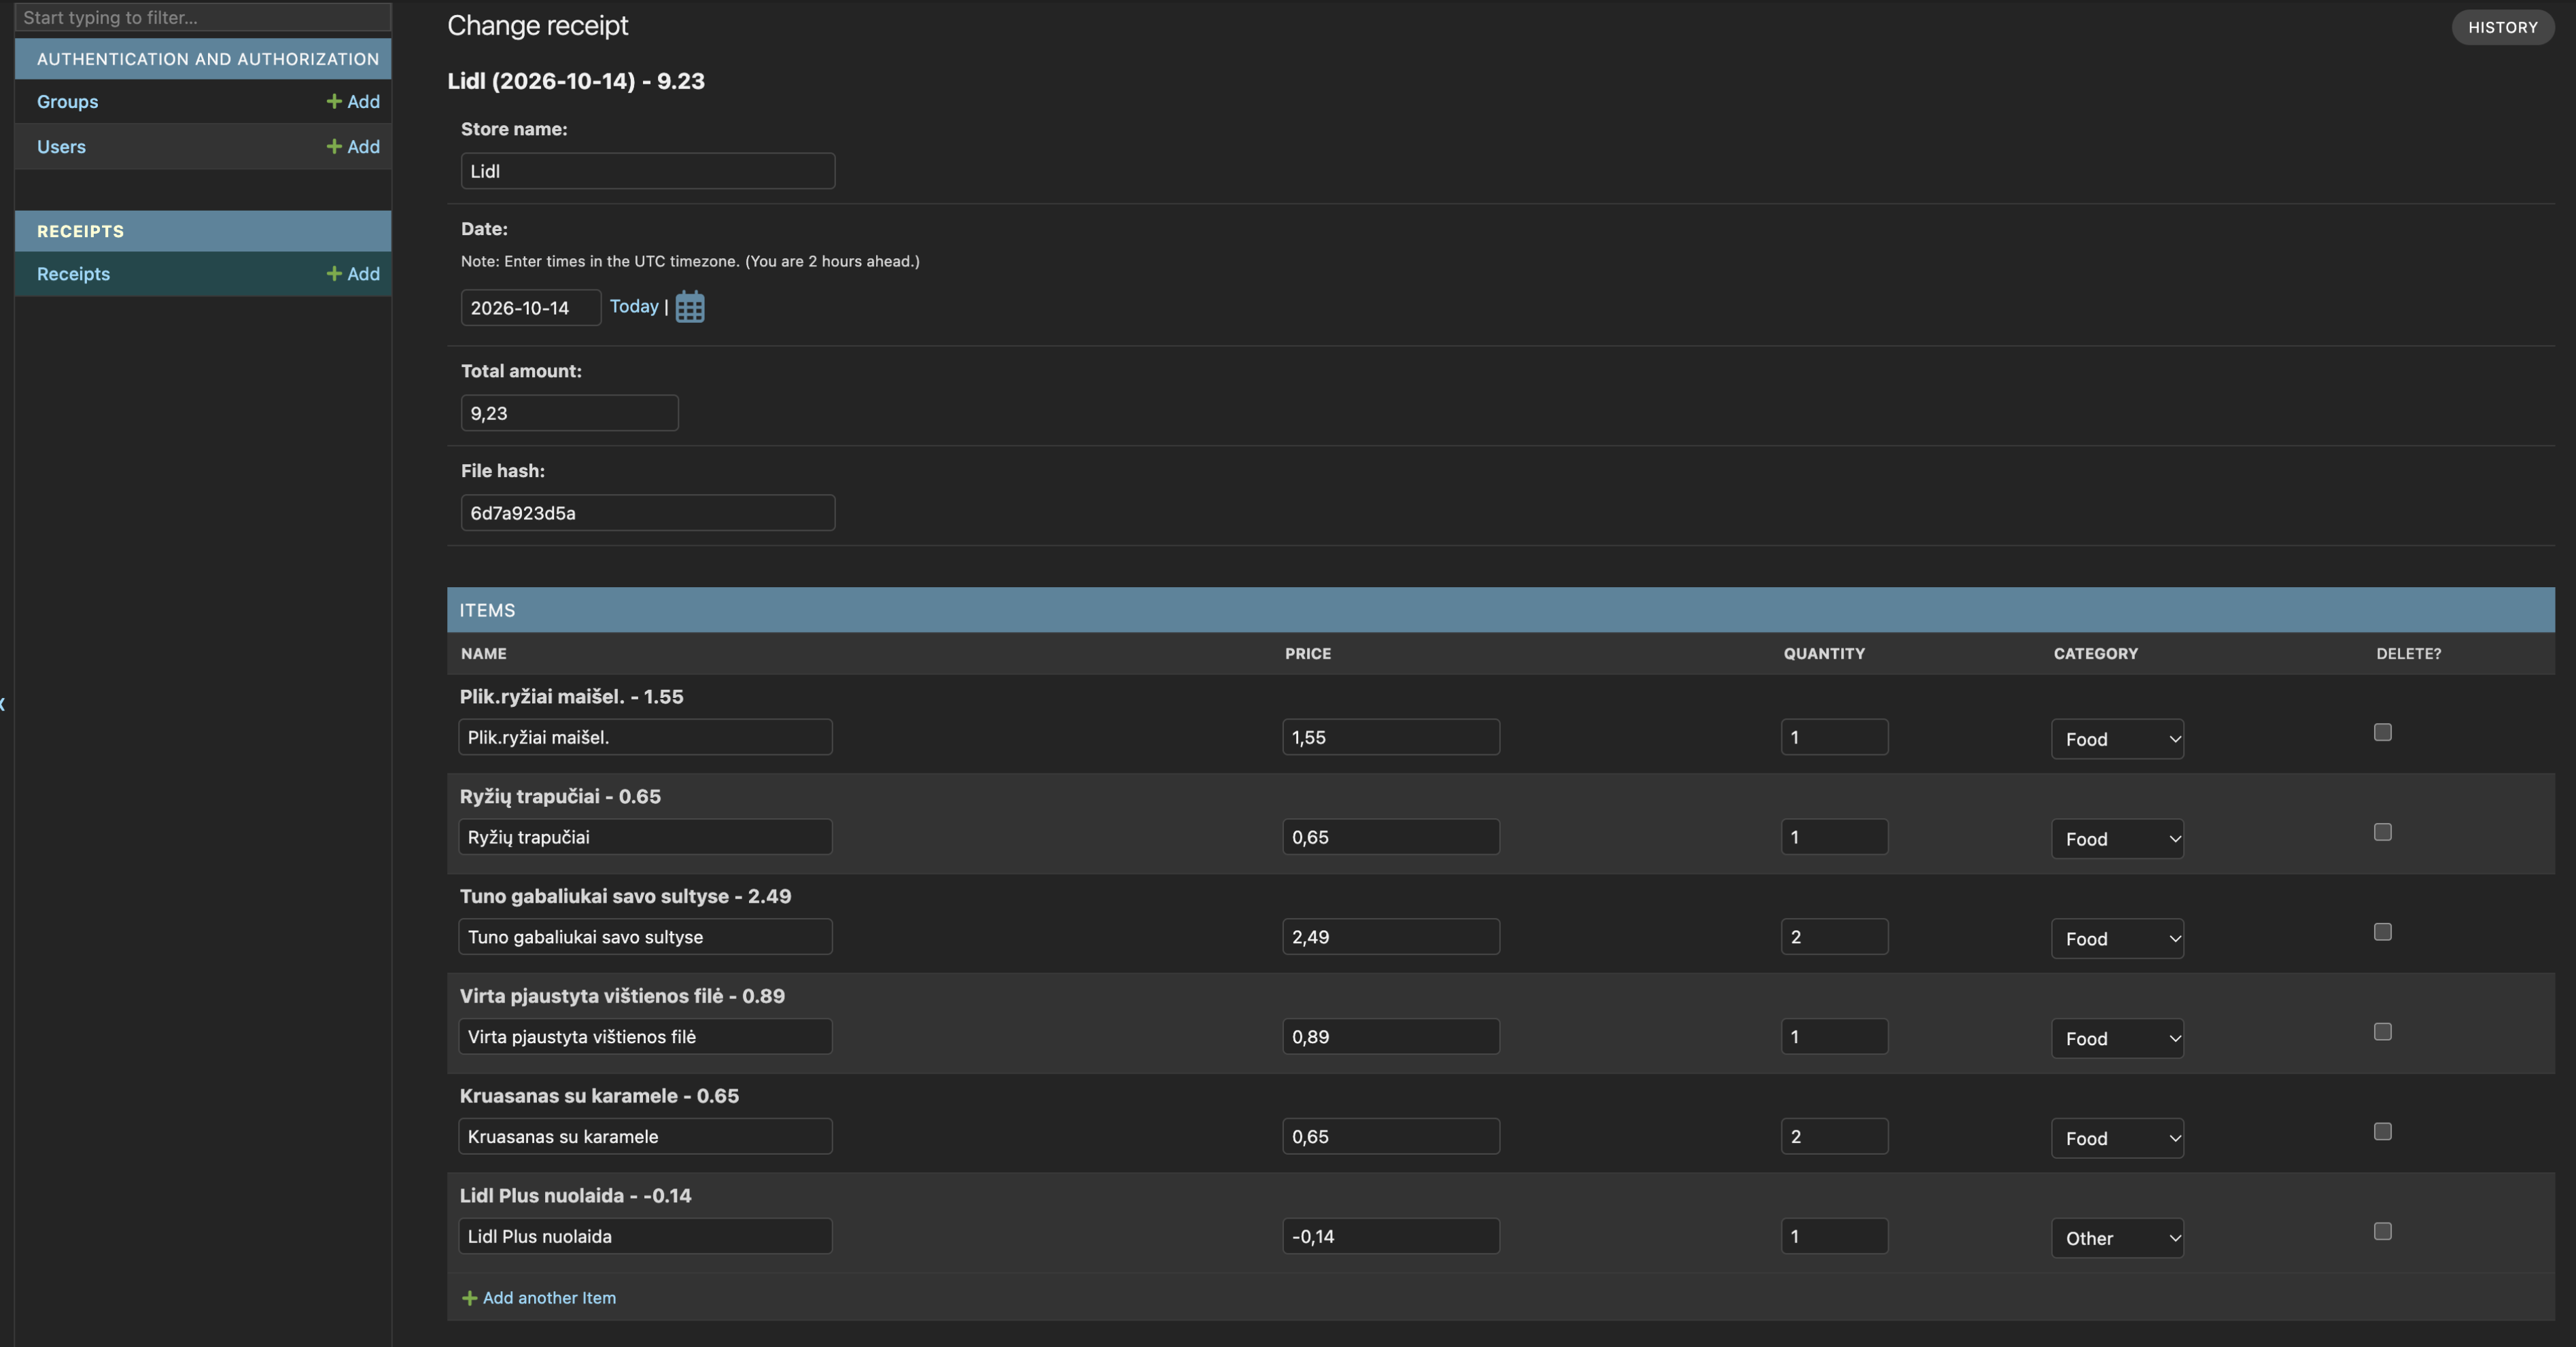 Start typing to filter...
AUTHENTICATION AND AUTHORIZATION
Groups + Add
Users + Add
RECEIPTS
Receipts + Add
Change receipt
HISTORY
Lidl (2026-10-14) - 9.23
Store name:
Lidl
Date:
Note: Enter times in the UTC timezone. (You are 2 hours ahead.)
2026-10-14 Today |
Total amount:
9,23
File hash:
6d7a923d5a
ITEMS
NAME PRICE QUANTITY CATEGORY DELETE?
Plik.ryžiai maišel. - 1.55
Plik.ryžiai maišel. 1,55 1 Food
Ryžių trapučiai - 0.65
Ryžių trapučiai 0,65 1 Food
Tuno gabaliukai savo sultyse - 2.49
Tuno gabaliukai savo sultyse 2,49 2 Food
Virta pjaustyta vištienos filė - 0.89
Virta pjaustyta vištienos filė 0,89 1 Food
Kruasanas su karamele - 0.65
Kruasanas su karamele 0,65 2 Food
Lidl Plus nuolaida - -0.14
Lidl Plus nuolaida -0,14 1 Other
+ Add another Item